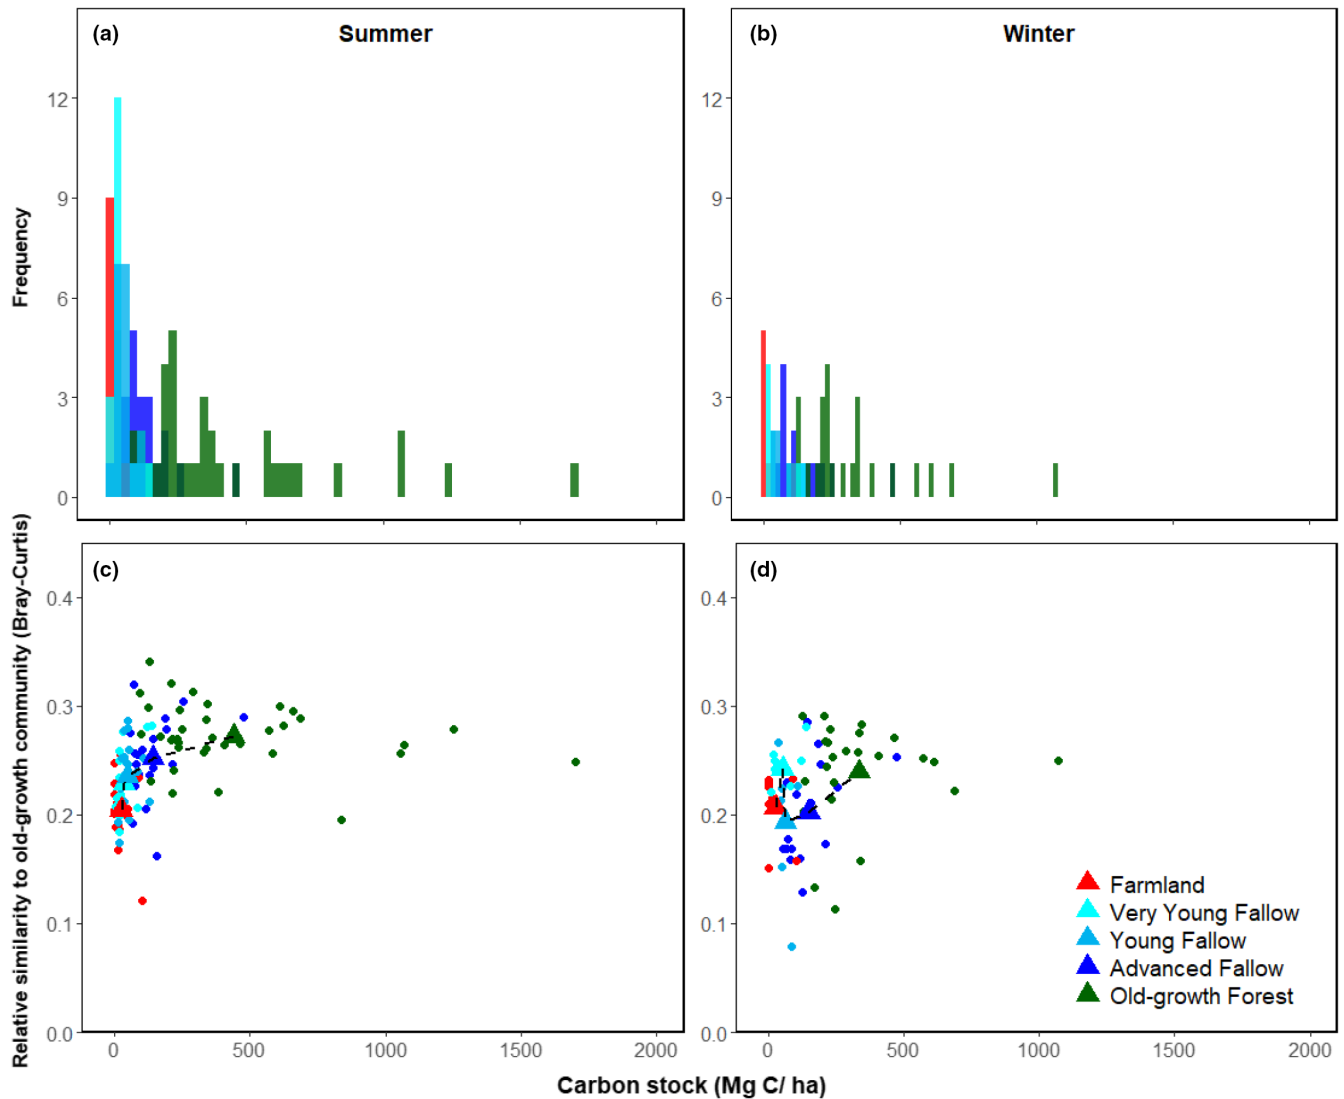 (a) Summer
(b) Winter
Frequency
12
9
6
3
0
12
9
6
3
0
Relative similarity to old-growth community (Bray-Curtis)
(c)
(d)
0.4
0.3
0.2
0.1
0.0
0.4
0.3
0.2
0.1
0.0
Farmland
Very Young Fallow
Young Fallow
Advanced Fallow
Old-growth Forest
0 500 1000 1500 2000
0 500 1000 1500 2000
Carbon stock (Mg C/ ha)